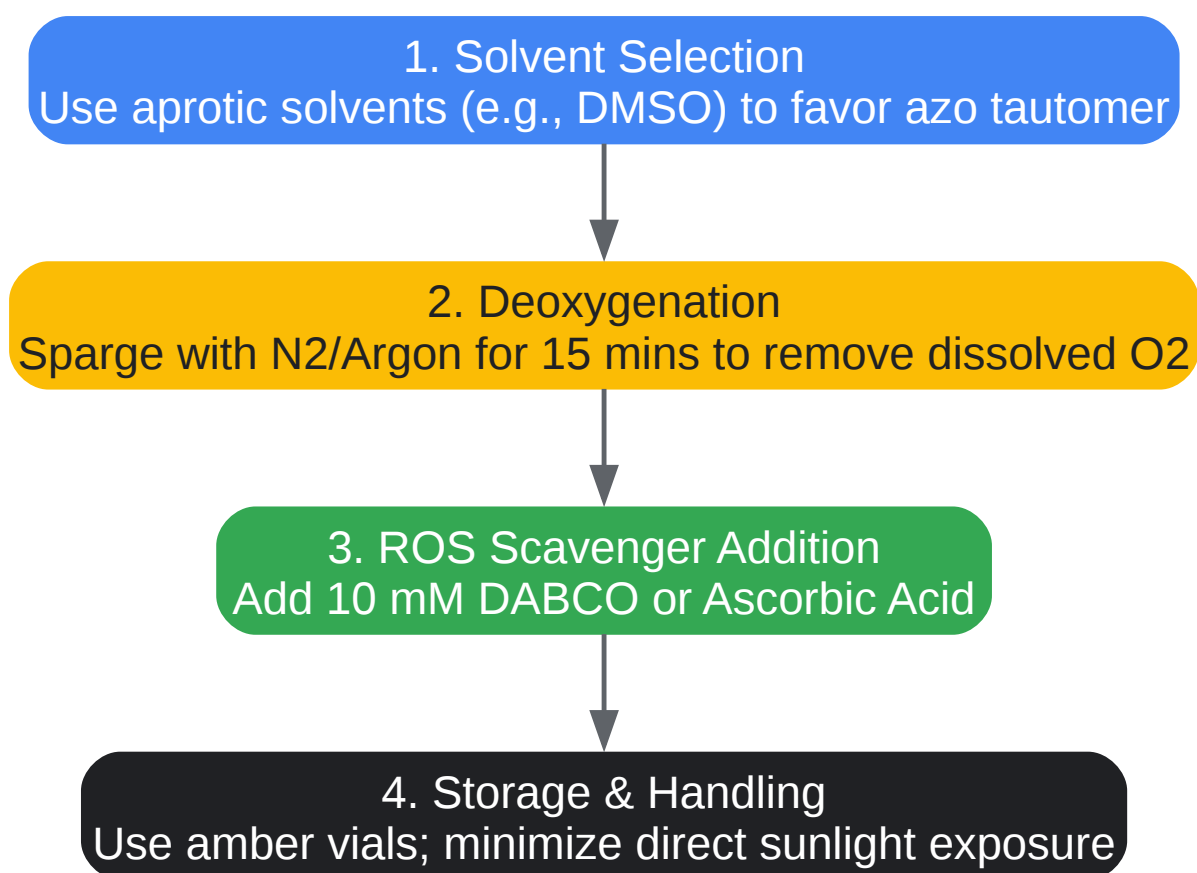 1. Solvent Selection
Use aprotic solvents (e.g., DMSO) to favor azo tautomer
2. Deoxygenation
Sparge with N2/Argon for 15 mins to remove dissolved O2
3. ROS Scavenger Addition
Add 10 mM DABCO or Ascorbic Acid
4. Storage & Handling
Use amber vials; minimize direct sunlight exposure